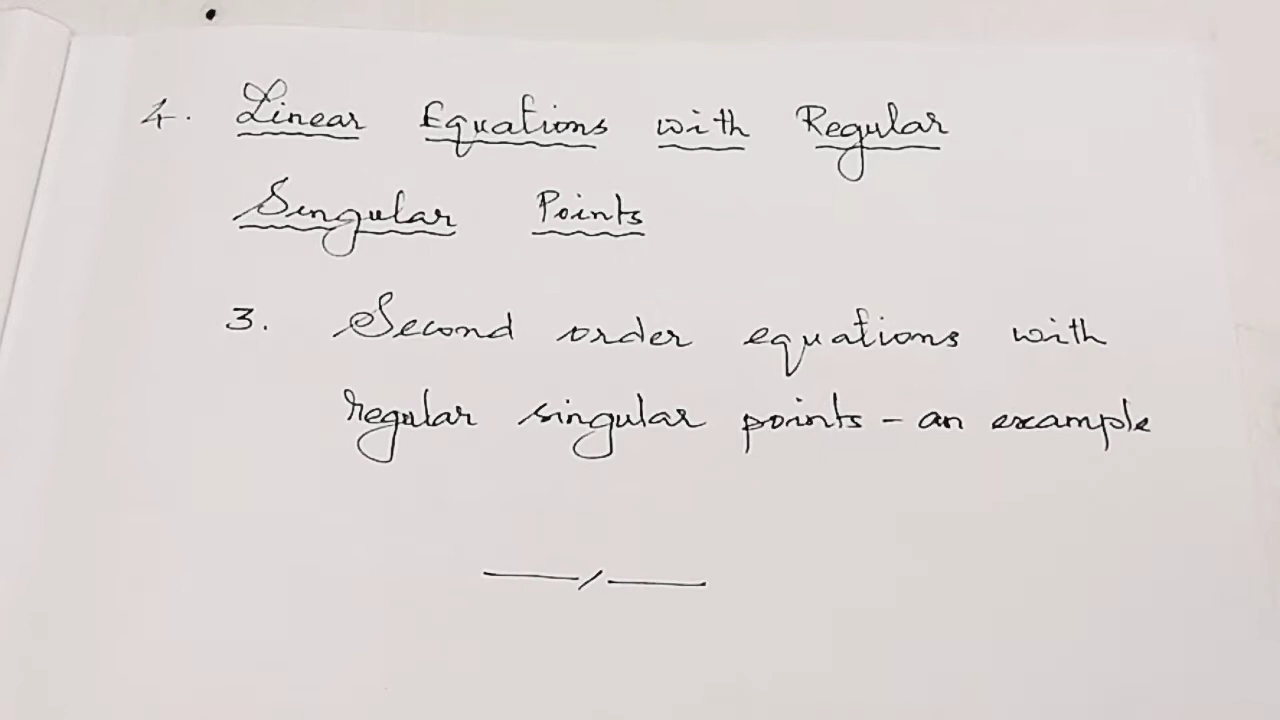 4. Linear Equations with Regular
Singular Points
3. Second order equations with
regular singular points - an example